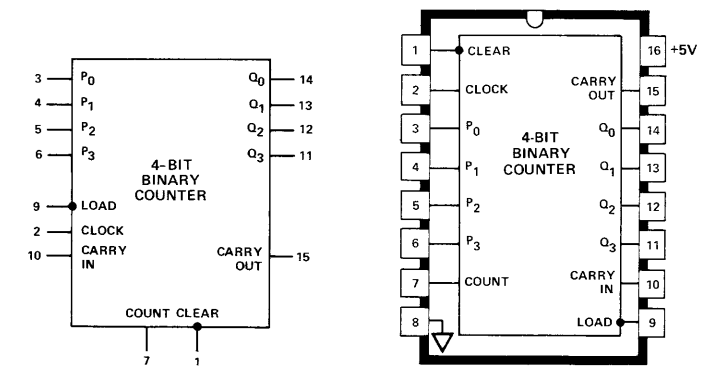 3 P0 Q0 14
4 P1 Q1 13
5 P2 Q2 12
6 P3 Q3 11
4-BIT
BINARY
COUNTER
9 LOAD
2 CLOCK
10 CARRY
IN
CARRY
OUT 15
COUNT CLEAR
7 1
1 CLEAR 16 +5V
2 CLOCK CARRY
OUT 15
3 P0 Q0 14
4-BIT
BINARY
COUNTER
4 P1 Q1 13
5 P2 Q2 12
6 P3 Q3 11
7 COUNT CARRY
IN 10
8 LOAD 9